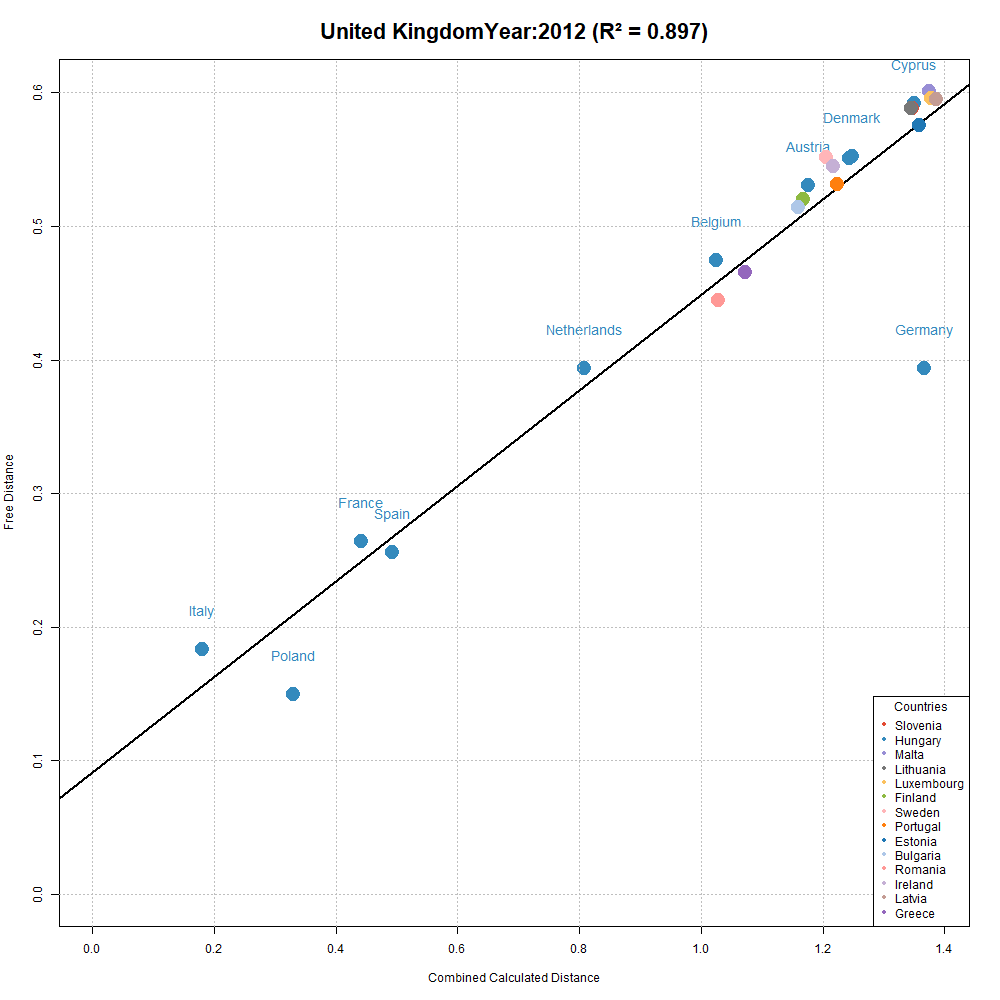 United KingdomYear:2012 (R² = 0.897)
Cyprus
Denmark
Austria
Belgium
Netherlands
Germany
France
Spain
Italy
Poland
Free Distance
0.6
0.5
0.4
0.3
0.2
0.1
0.0
0.0 0.2 0.4 0.6 0.8 1.0 1.2 1.4
Combined Calculated Distance
Countries
Slovenia
Hungary
Malta
Lithuania
Luxembourg
Finland
Sweden
Portugal
Estonia
Bulgaria
Romania
Ireland
Latvia
Greece